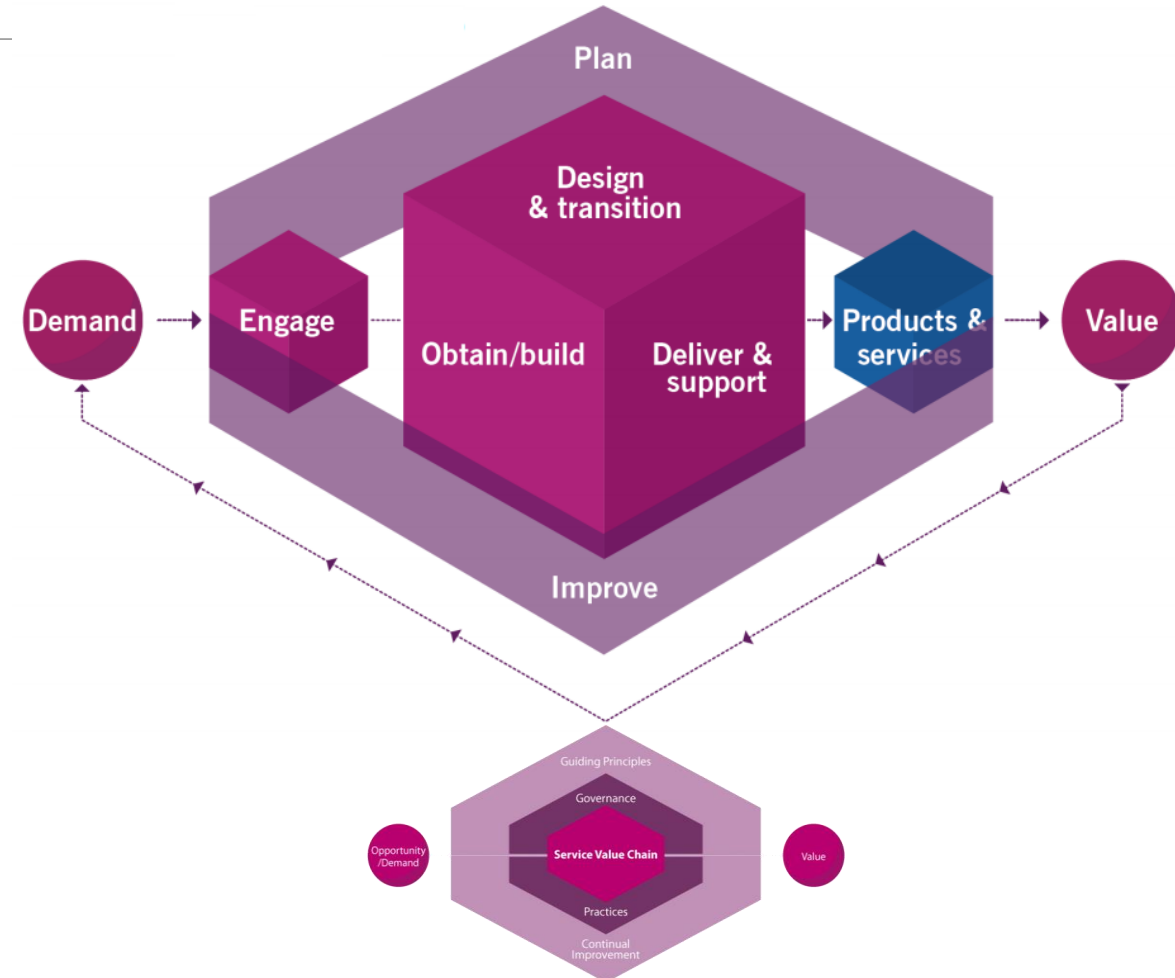 Plan
Design
& transition
Demand
Engage
Obtain/build
Deliver &
support
Products &
services
Value
Improve
Guiding Principles
Governance
Opportunity
/Demand
Service Value Chain
Value
Practices
Continual
Improvement